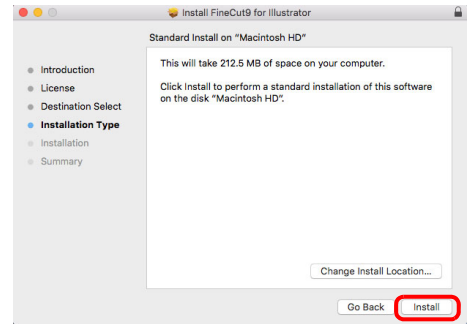 Install FineCut9 for Illustrator
Standard Install on “Macintosh HD”
Introduction
License
Destination Select
Installation Type
Installation
Summary
This will take 212.5 MB of space on your computer.
Click Install to perform a standard installation of this software
on the disk “Macintosh HD”.
Change Install Location...
Go Back
Install